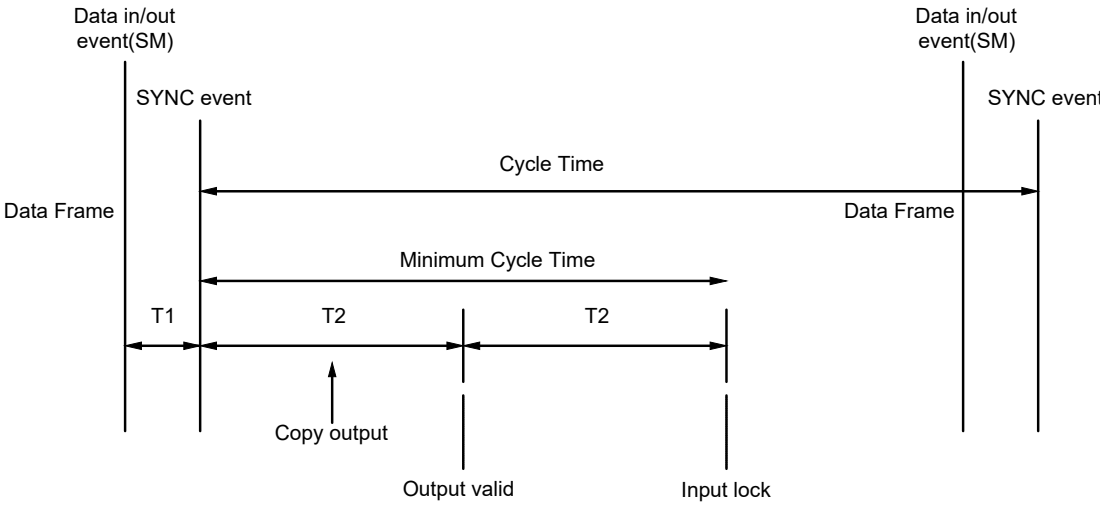 Data in/out
event(SM)
Data in/out
event(SM)
SYNC event
SYNC event
Cycle Time
Data Frame
Data Frame
Minimum Cycle Time
T1
T2
T2
Copy output
Output valid
Input lock